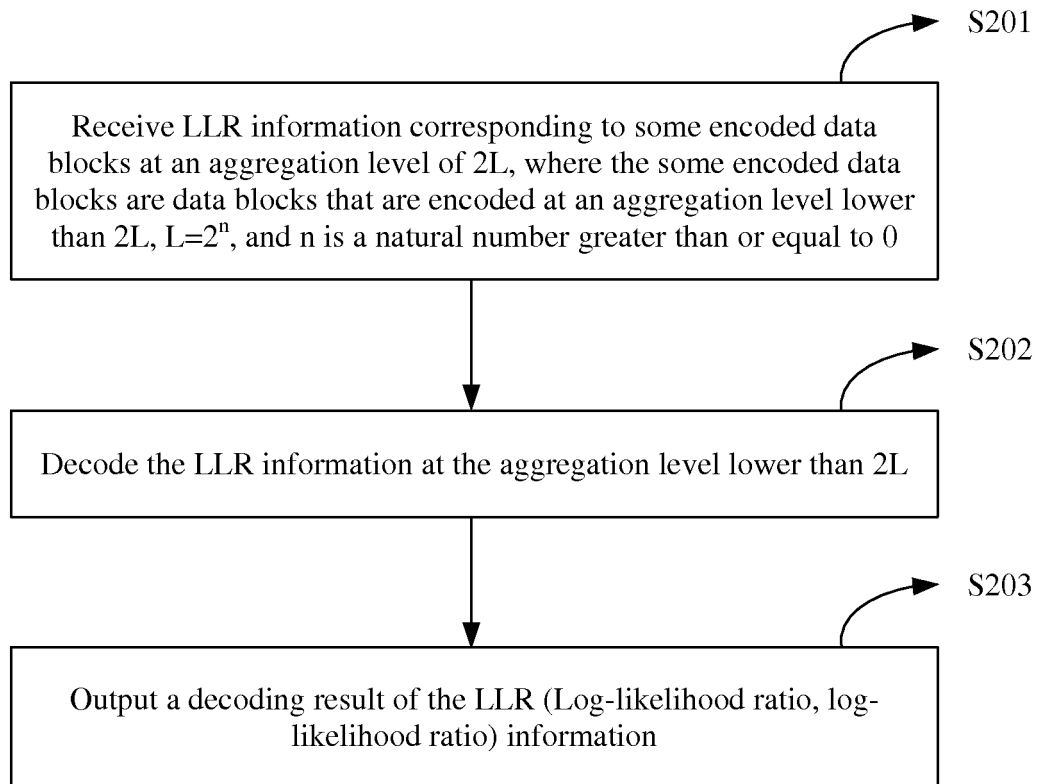 S201
Receive LLR information corresponding to some encoded data
blocks at an aggregation level of 2L, where the some encoded data
blocks are data blocks that are encoded at an aggregation level lower
than 2L, L=2ⁿ, and n is a natural number greater than or equal to 0
S202
Decode the LLR information at the aggregation level lower than 2L
S203
Output a decoding result of the LLR (Log-likelihood ratio, log-
likelihood ratio) information